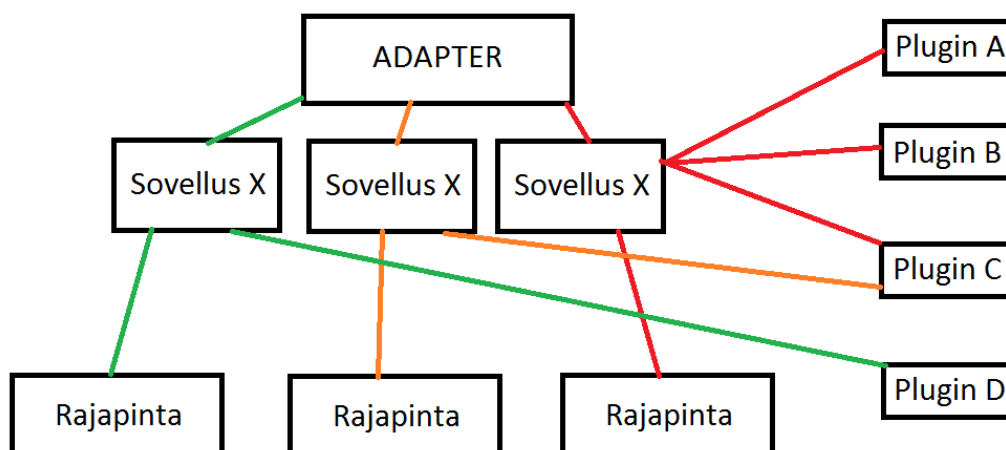 ADAPTER
Plugin A
Sovellus X
Sovellus X
Sovellus X
Plugin B
Plugin C
Plugin D
Rajapinta
Rajapinta
Rajapinta